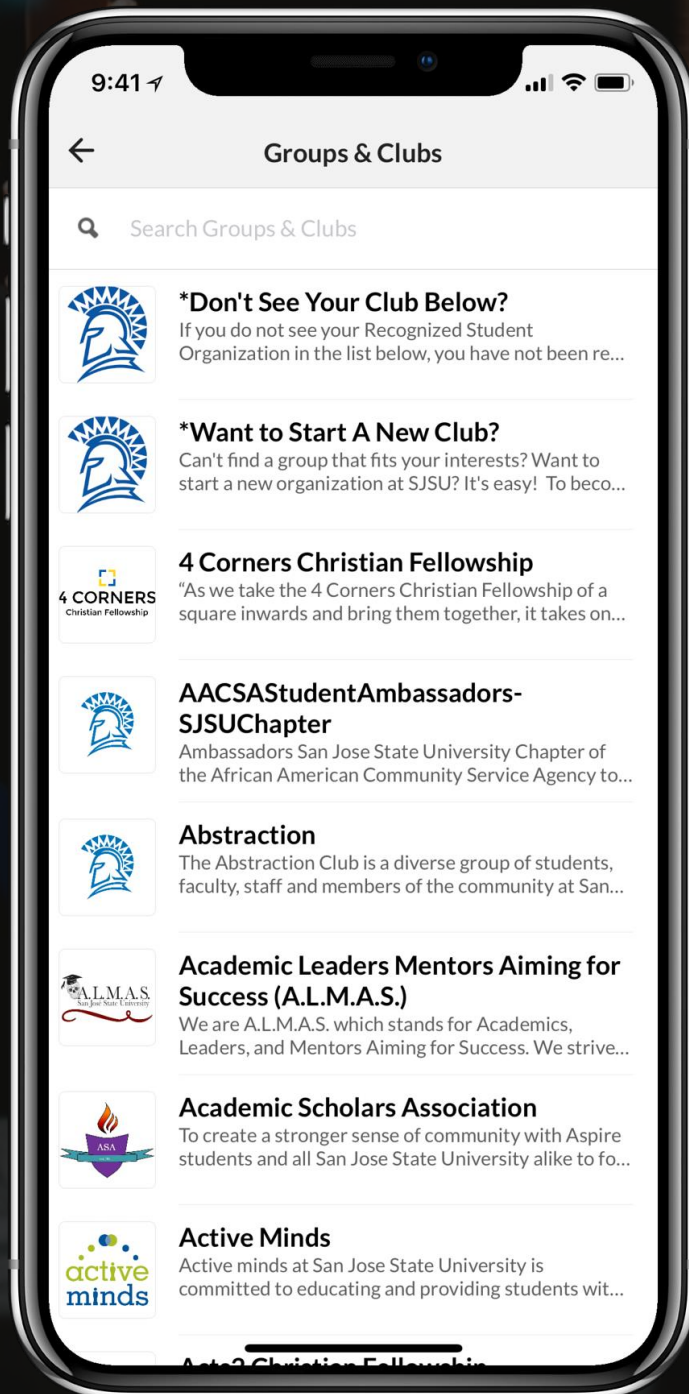 9:41
Groups & Clubs
Search Groups & Clubs
*Don't See Your Club Below?
If you do not see your Recognized Student
Organization in the list below, you have not been re...
*Want to Start A New Club?
Can't find a group that fits your interests? Want to
start a new organization at SJSU? It's easy! To beco...
4 CORNERS
Christian Fellowship
4 Corners Christian Fellowship
“As we take the 4 Corners Christian Fellowship of a
square inwards and bring them together, it takes on...
AACSAStudentAmbassadors-
SJSUChapter
Ambassadors San Jose State University Chapter of
the African American Community Service Agency to...
Abstraction
The Abstraction Club is a diverse group of students,
faculty, staff and members of the community at San...
A.L.M.A.S.
San José State University
Academic Leaders Mentors Aiming for
Success (A.L.M.A.S.)
We are A.L.M.A.S. which stands for Academics,
Leaders, and Mentors Aiming for Success. We strive...
ASA
Academic Scholars Association
To create a stronger sense of community with Aspire
students and all San Jose State University alike to fo...
active
minds
Active Minds
Active minds at San Jose State University is
committed to educating and providing students wit...
Acts2 Christian Fellowship